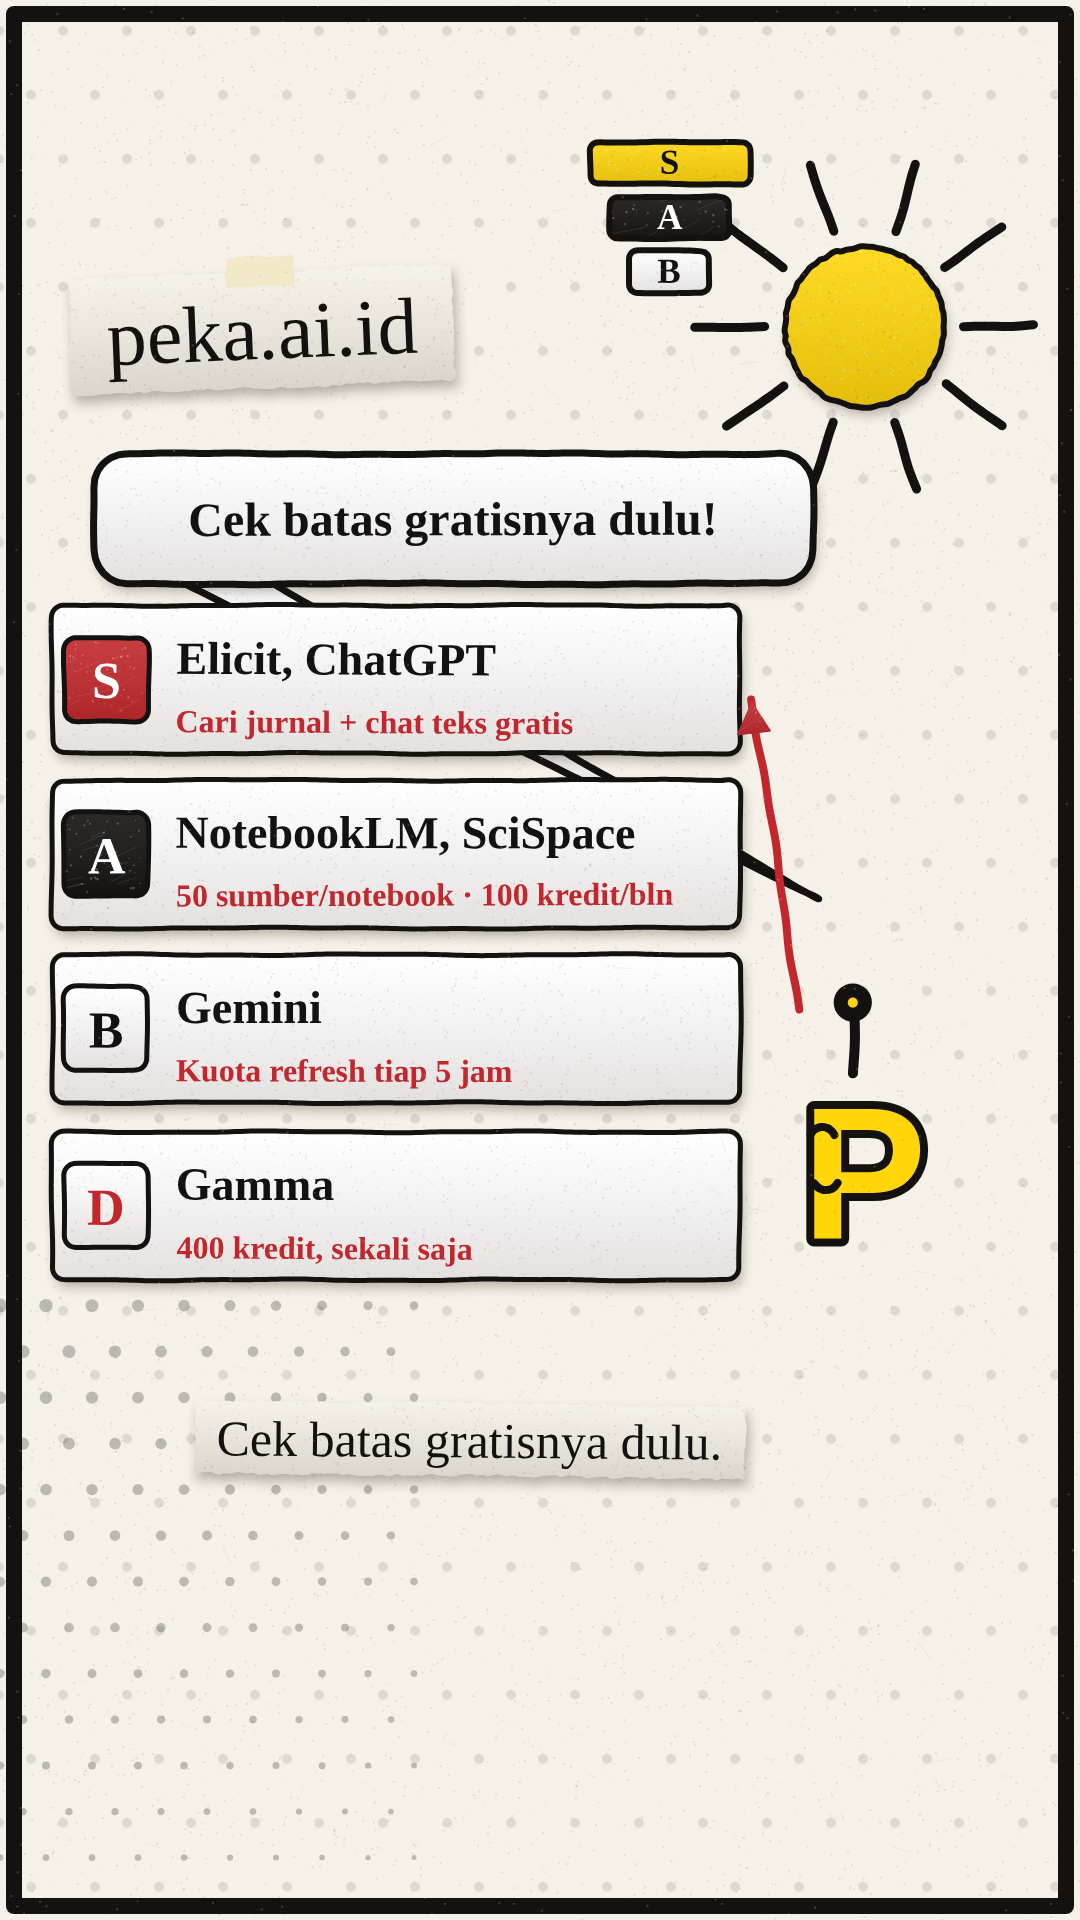 S
A
B
peka.ai.id
Cek batas gratisnya dulu!
S
Elicit, ChatGPT
Cari jurnal + chat teks gratis
A
NotebookLM, SciSpace
50 sumber/notebook · 100 kredit/bln
B
Gemini
Kuota refresh tiap 5 jam
D
Gamma
400 kredit, sekali saja
P
Cek batas gratisnya dulu.